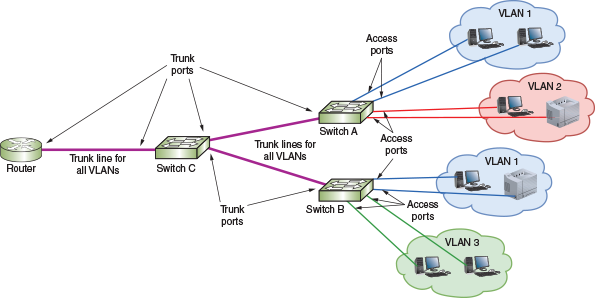 VLAN 1
Access
ports
Trunk
ports
VLAN 2
Switch A
Router
Trunk line for
all VLANs
Switch C
Trunk lines for
all VLANs
Access
ports
VLAN 1
Trunk
ports
Switch B
Access
ports
VLAN 3